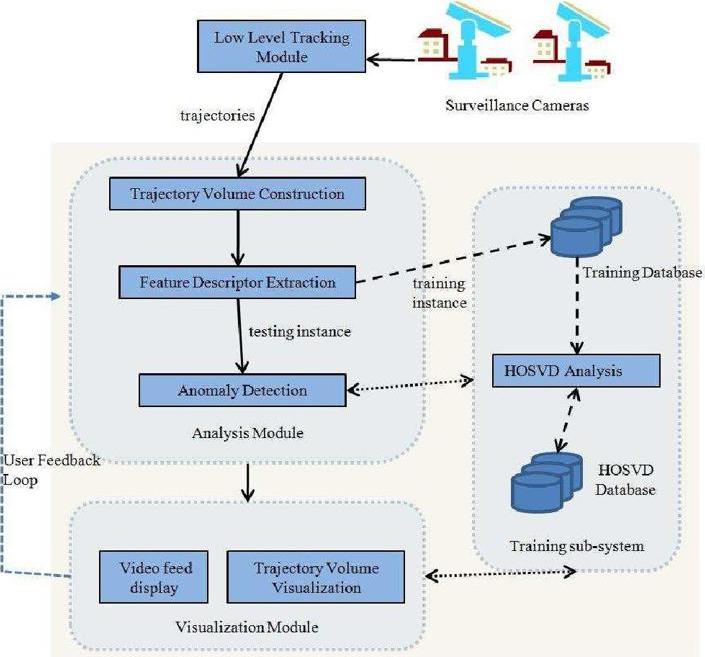 Low Level Tracking
Module
Surveillance Cameras
trajectories
Trajectory Volume Construction
Feature Descriptor Extraction
training
instance
Training Database
testing instance
HOSVD Analysis
Anomaly Detection
Analysis Module
User Feedback
Loop
HOSVD
Database
Training sub-system
Video feed
display
Trajectory Volume
Visualization
Visualization Module